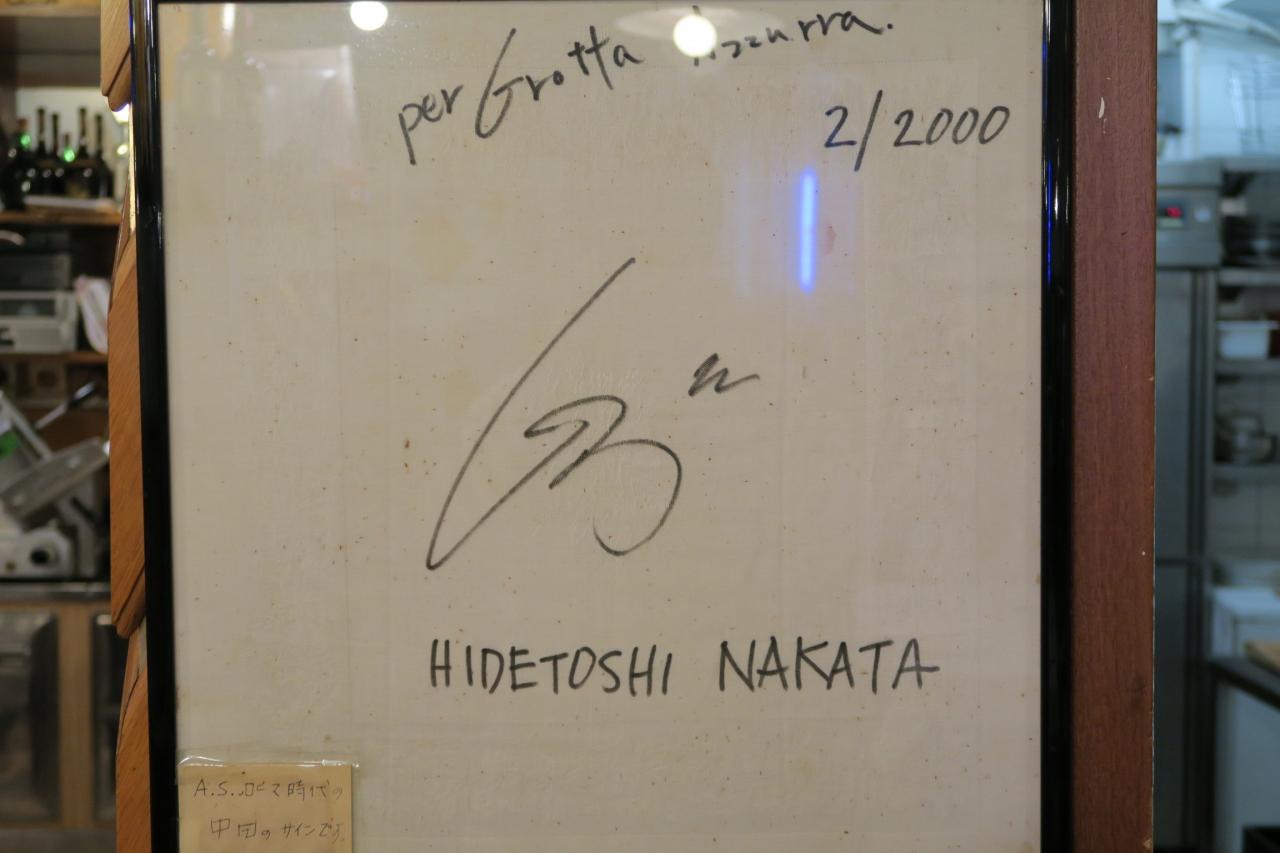 per Grotta Azzurra.
2/2000
HIDETOSHI NAKATA
A.S.ローマ時代の
中田のサインです